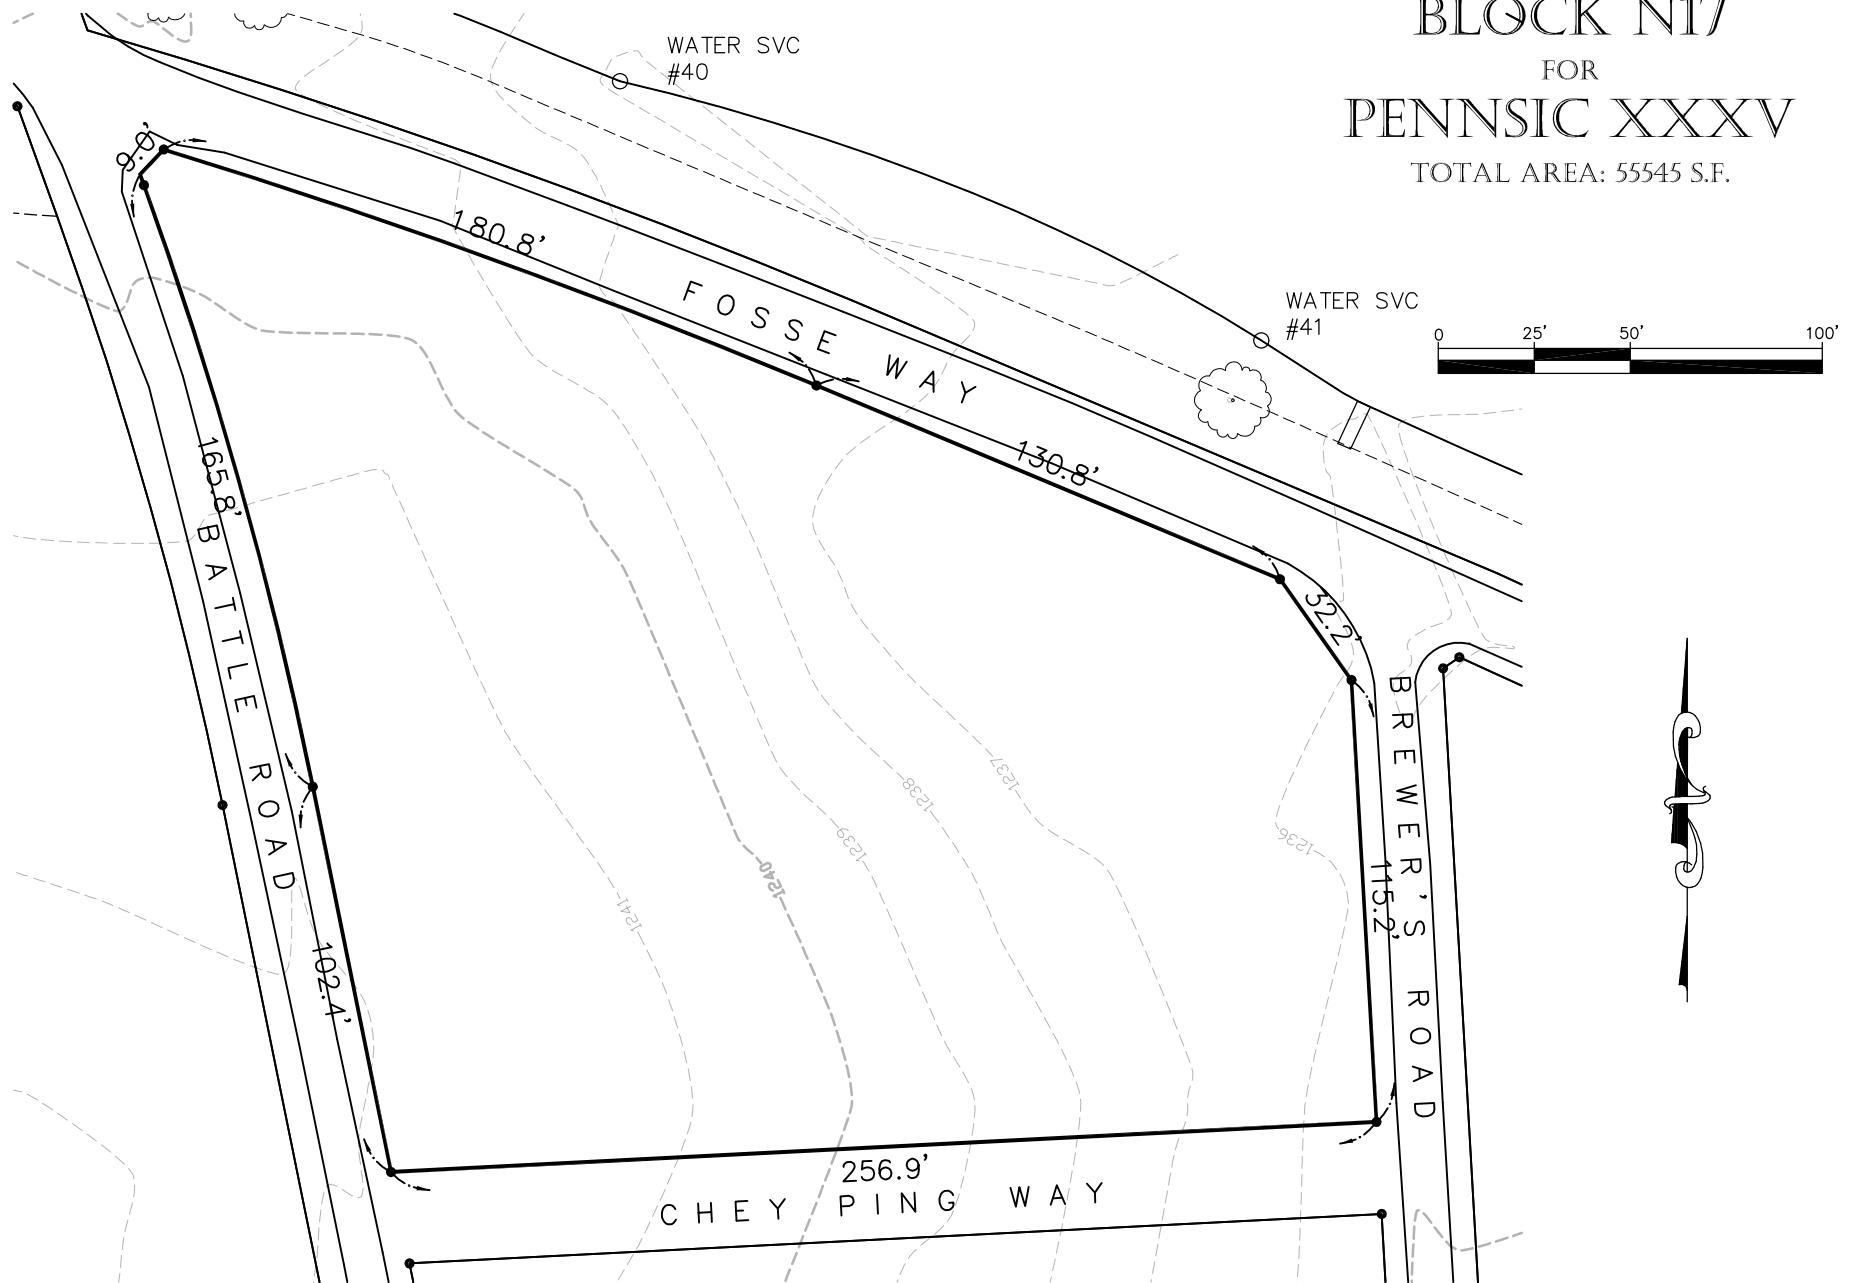 BLOCK N17
FOR
PENNSIC XXXV
TOTAL AREA: 55545 S.F.
WATER SVC
#40
9.0'
180.8'
FOSSE WAY
WATER SVC
#41
0 25' 50' 100'
130.8'
165.8'
BATTLE ROAD
32.2'
BREWER'S ROAD
1237
1238
1239
1236
1240
1241
115.2'
102.4'
256.9'
CHEY PING WAY